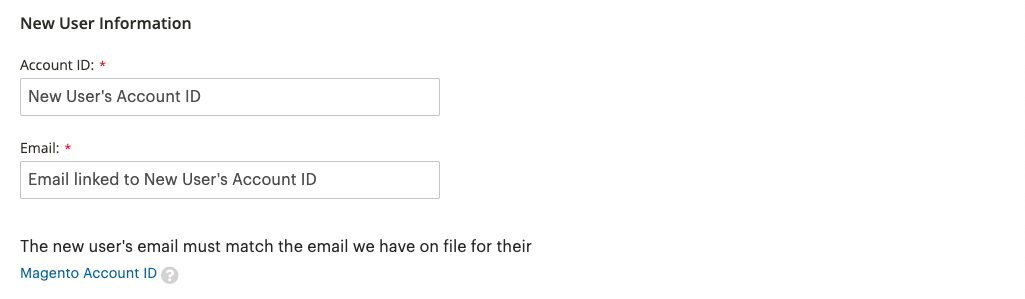 New User Information
Account ID: *
New User's Account ID
Email: *
Email linked to New User's Account ID
The new user's email must match the email we have on file for their
Magento Account ID ?